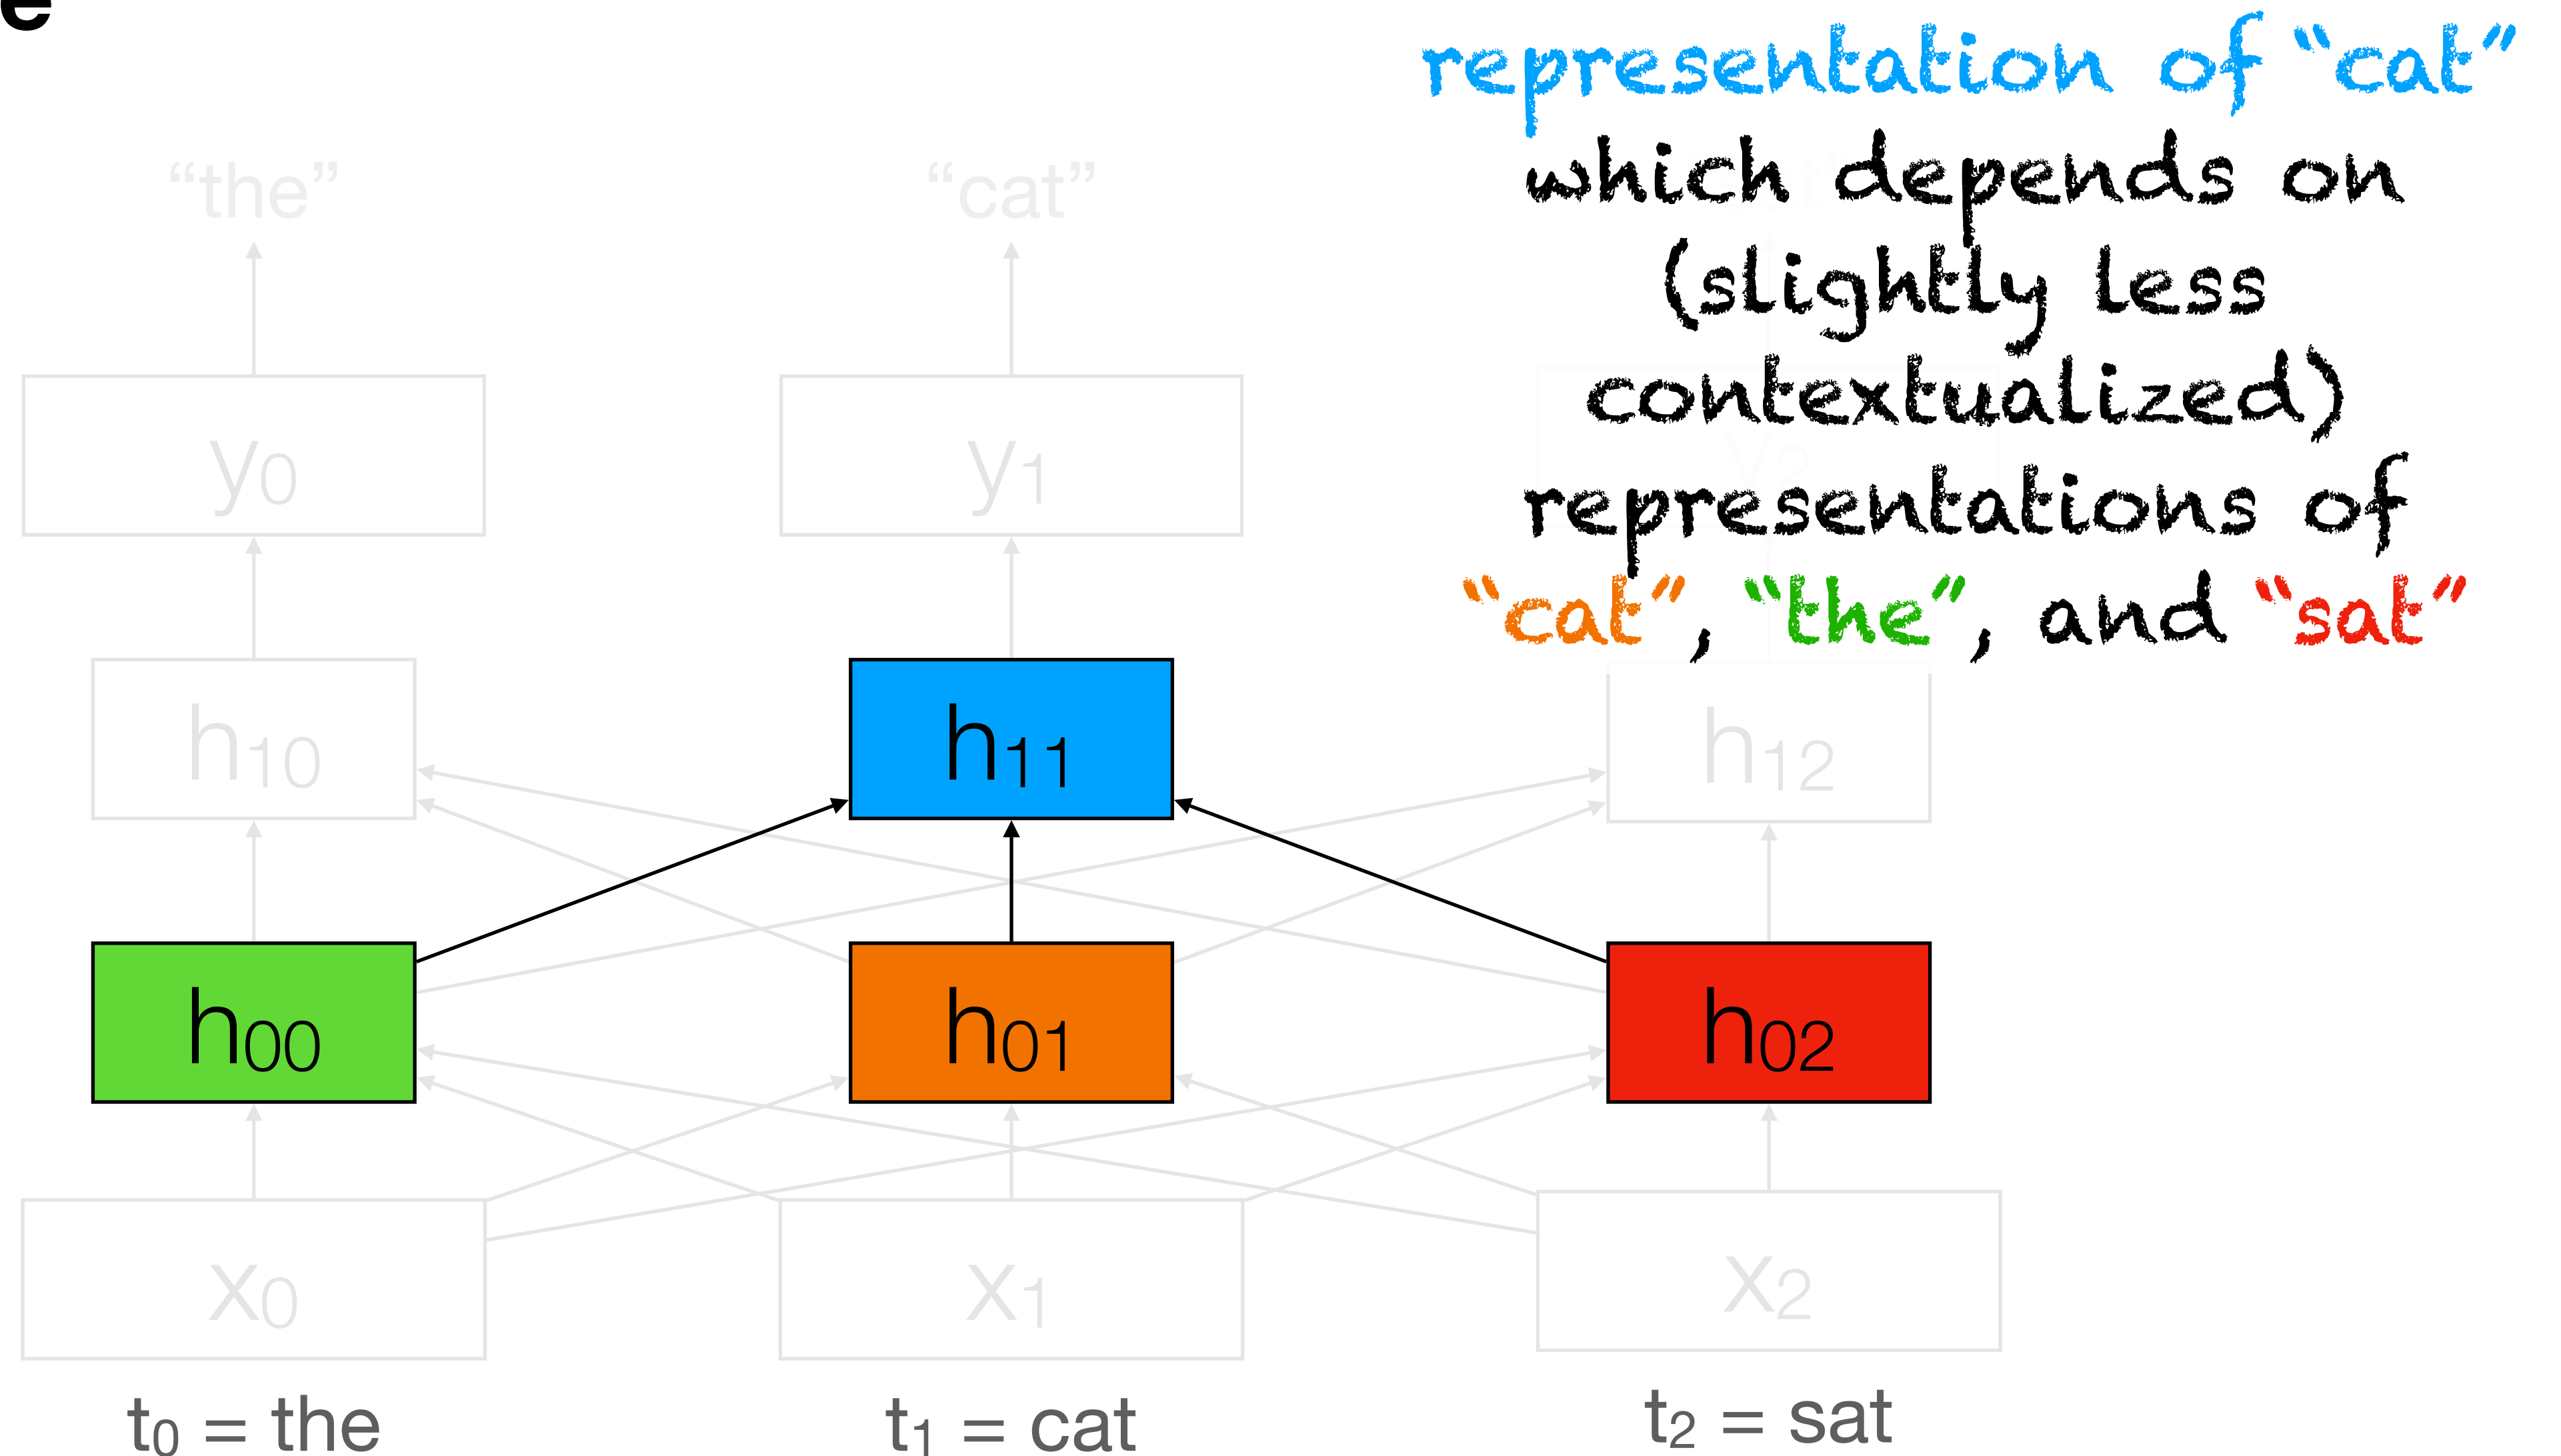 e
representation of “cat”
which depends on
(slightly less
contextualized)
representations of
“cat”, “the”, and “sat”
“the” “cat”
y0 y1 y2
h10 h11 h12
h00 h01 h02
x0 x1 x2
t0 = the t1 = cat t2 = sat